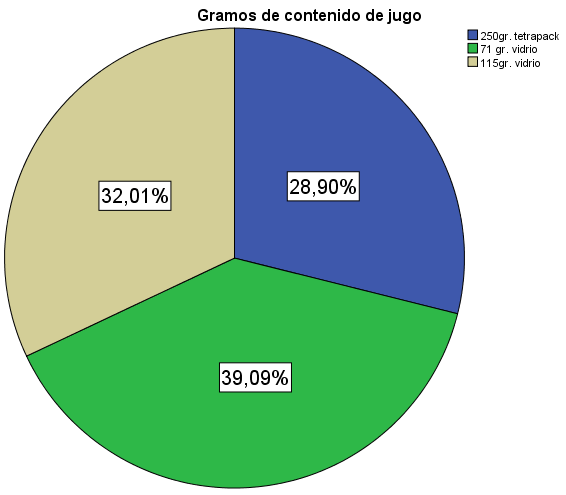 Gramos de contenido de jugo
250gr. tetrapack
71 gr. vidrio
115gr. vidrio
28,90%
32,01%
39,09%